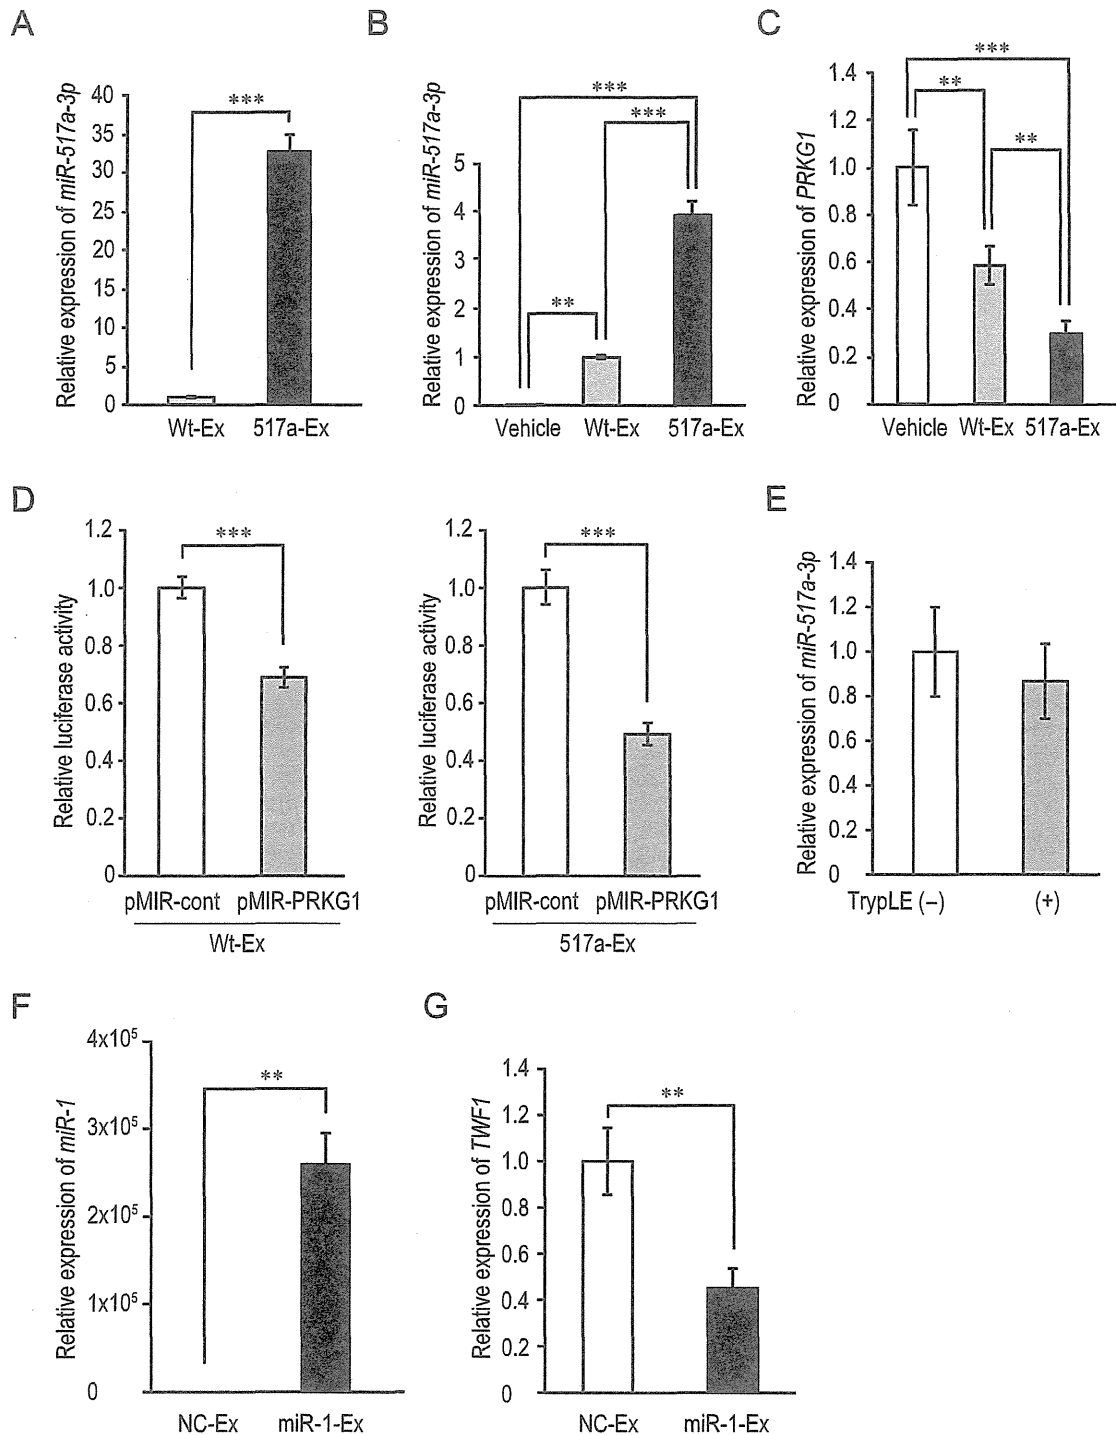 A
Relative expression of miR-517a-3p
40
35
30
25
20
15
10
5
0
***
Wt-Ex 517a-Ex
B
Relative expression of miR-517a-3p
5
4
3
2
1
0
***
***
**
Vehicle Wt-Ex 517a-Ex
C
Relative expression of PRKG1
1.4
1.2
1.0
0.8
0.6
0.4
0.2
0
***
**
**
Vehicle Wt-Ex 517a-Ex
D
Relative luciferase activity
1.2
1.0
0.8
0.6
0.4
0.2
0
***
pMIR-cont pMIR-PRKG1
Wt-Ex
Relative luciferase activity
1.2
1.0
0.8
0.6
0.4
0.2
0
***
pMIR-cont pMIR-PRKG1
517a-Ex
E
Relative expression of miR-517a-3p
1.4
1.2
1.0
0.8
0.6
0.4
0.2
0
TrypLE (–) (+)
F
Relative expression of miR-1
4x10⁵
3x10⁵
2x10⁵
1x10⁵
0
**
NC-Ex miR-1-Ex
G
Relative expression of TWF1
1.4
1.2
1.0
0.8
0.6
0.4
0.2
0
**
NC-Ex miR-1-Ex